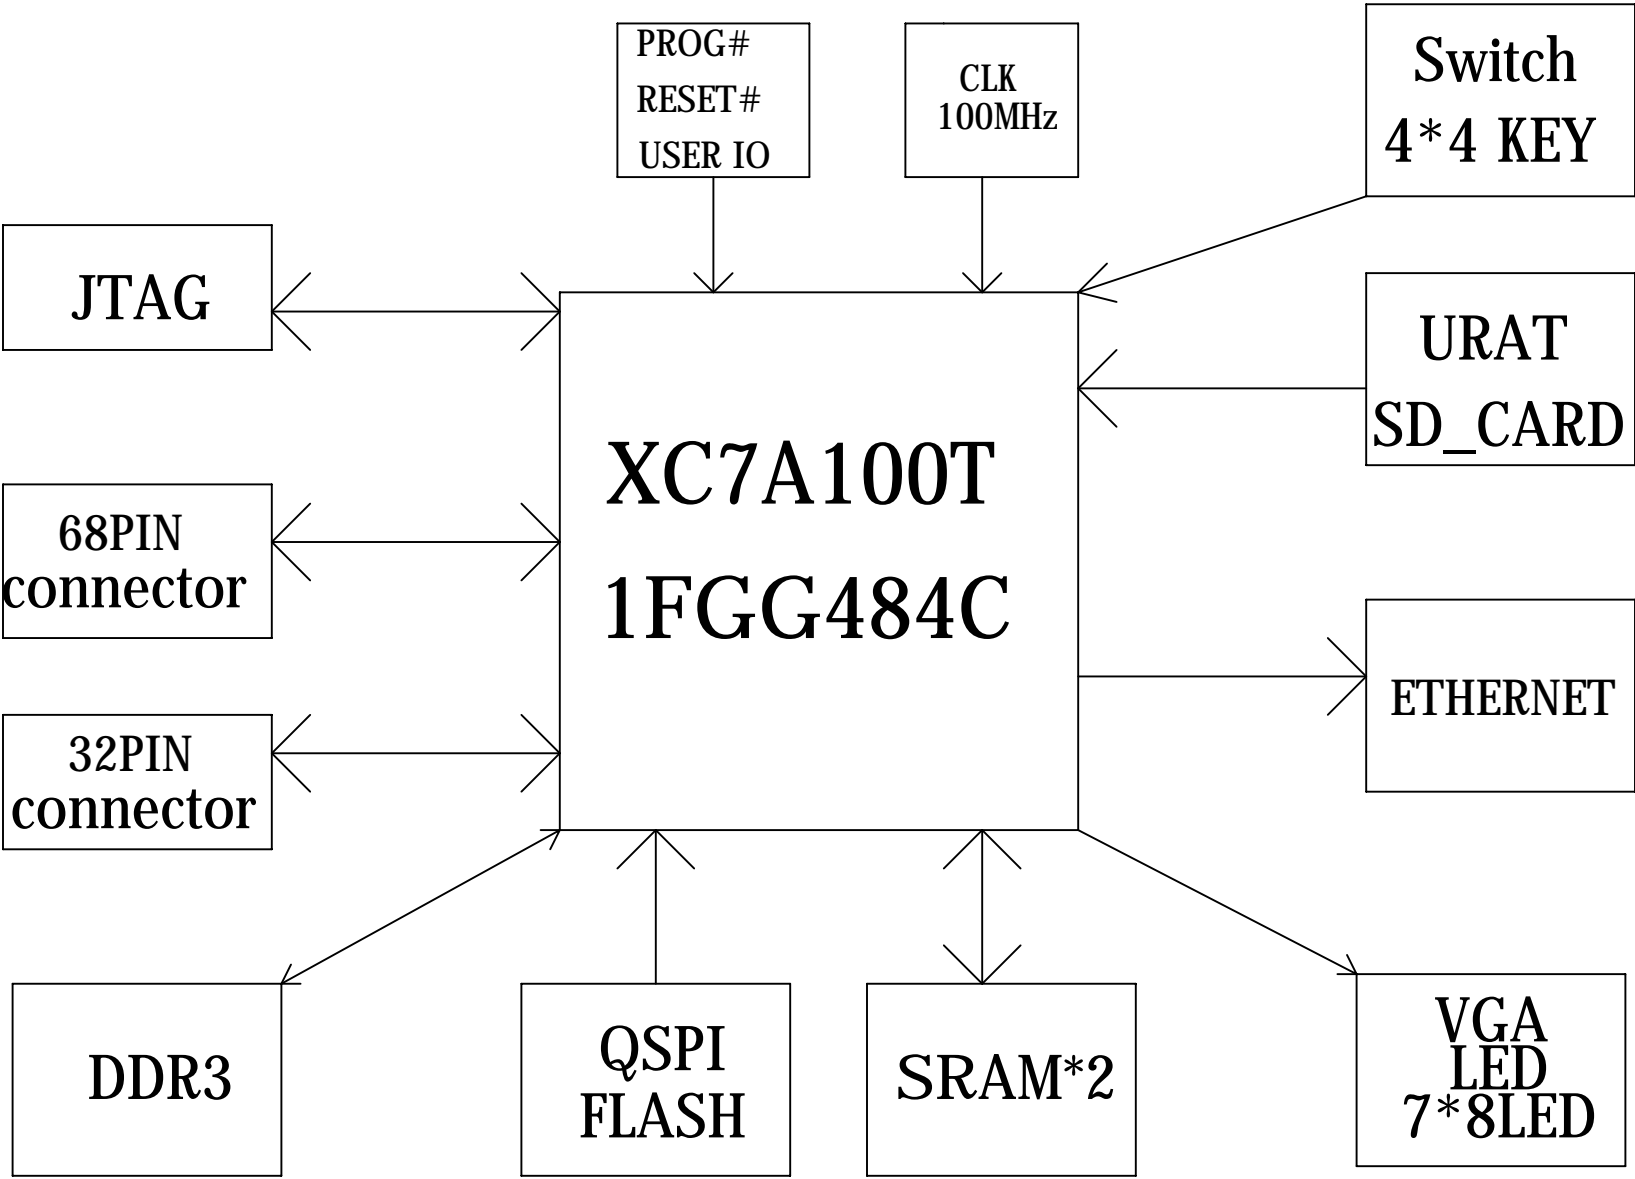 PROG#
RESET#
USER IO
CLK
100MHz
Switch
4*4 KEY
JTAG
URAT
SD_CARD
XC7A100T
1FGG484C
68PIN
connector
ETHERNET
32PIN
connector
DDR3
QSPI
FLASH
SRAM*2
VGA
LED
7*8LED